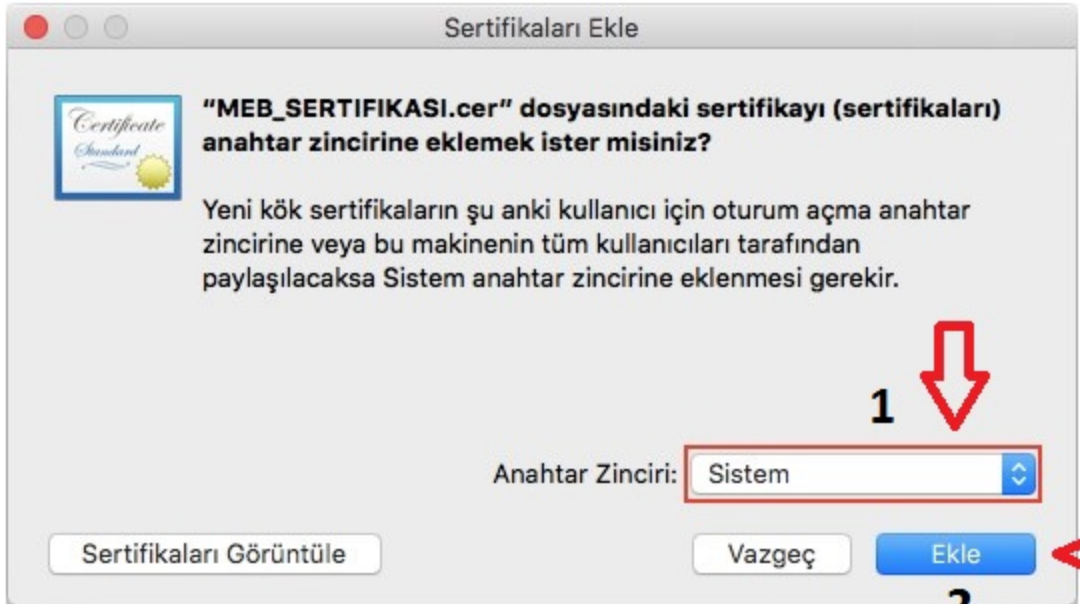 Sertifikaları Ekle
Certificate
Standard
“MEB_SERTIFIKASI.cer” dosyasındaki sertifikayı (sertifikaları)
anahtar zincirine eklemek ister misiniz?
Yeni kök sertifikaların şu anki kullanıcı için oturum açma anahtar
zincirine veya bu makinenin tüm kullanıcıları tarafından
paylaşılacaksa Sistem anahtar zincirine eklenmesi gerekir.
1
Anahtar Zinciri: Sistem
Sertifikaları Görüntüle Vazgeç Ekle